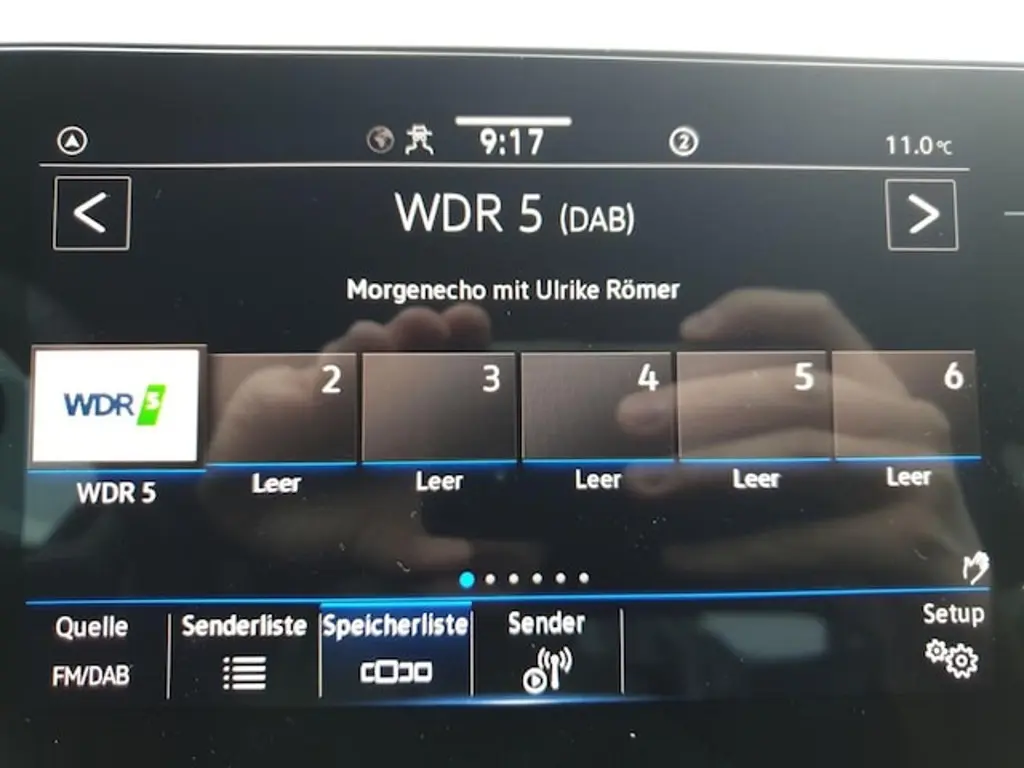 9:17
2
11.0°C
<
WDR 5 (DAB)
>
Morgenecho mit Ulrike Römer
WDR 5
2
3
4
5
6
WDR 5
Leer
Leer
Leer
Leer
Leer
Quelle
Senderliste
Speicherliste
Sender
Setup
FM/DAB